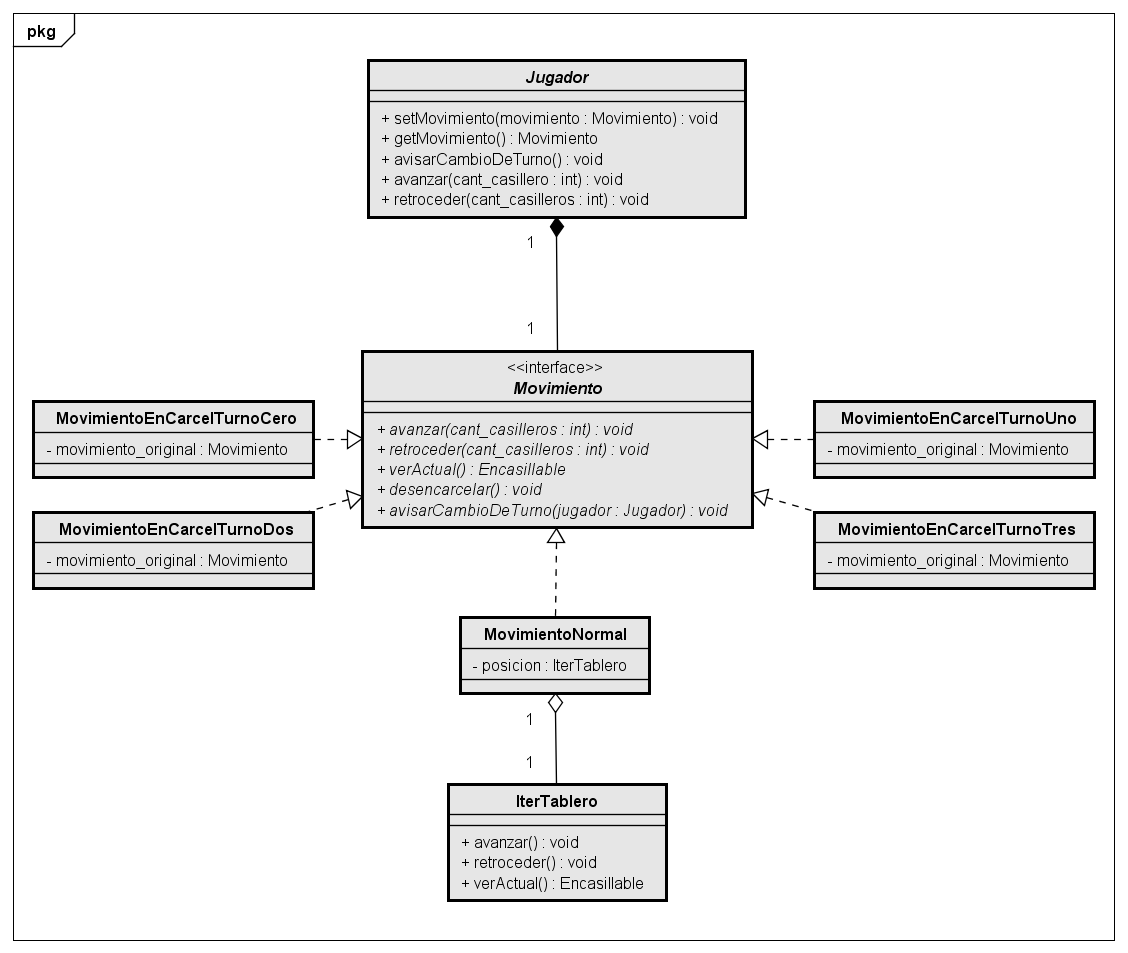 pkg
Jugador
+ setMovimiento(movimiento : Movimiento) : void
+ getMovimiento() : Movimiento
+ avisarCambioDeTurno() : void
+ avanzar(cant_casillero : int) : void
+ retroceder(cant_casilleros : int) : void
1
1
<<interface>>
Movimiento
+ avanzar(cant_casilleros : int) : void
+ retroceder(cant_casilleros : int) : void
+ verActual() : Encasillable
+ desencarcelar() : void
+ avisarCambioDeTurno(jugador : Jugador) : void
MovimientoEnCarcelTurnoCero
- movimiento_original : Movimiento
MovimientoEnCarcelTurnoUno
- movimiento_original : Movimiento
MovimientoEnCarcelTurnoDos
- movimiento_original : Movimiento
MovimientoEnCarcelTurnoTres
- movimiento_original : Movimiento
MovimientoNormal
- posicion : IterTablero
1
1
IterTablero
+ avanzar() : void
+ retroceder() : void
+ verActual() : Encasillable